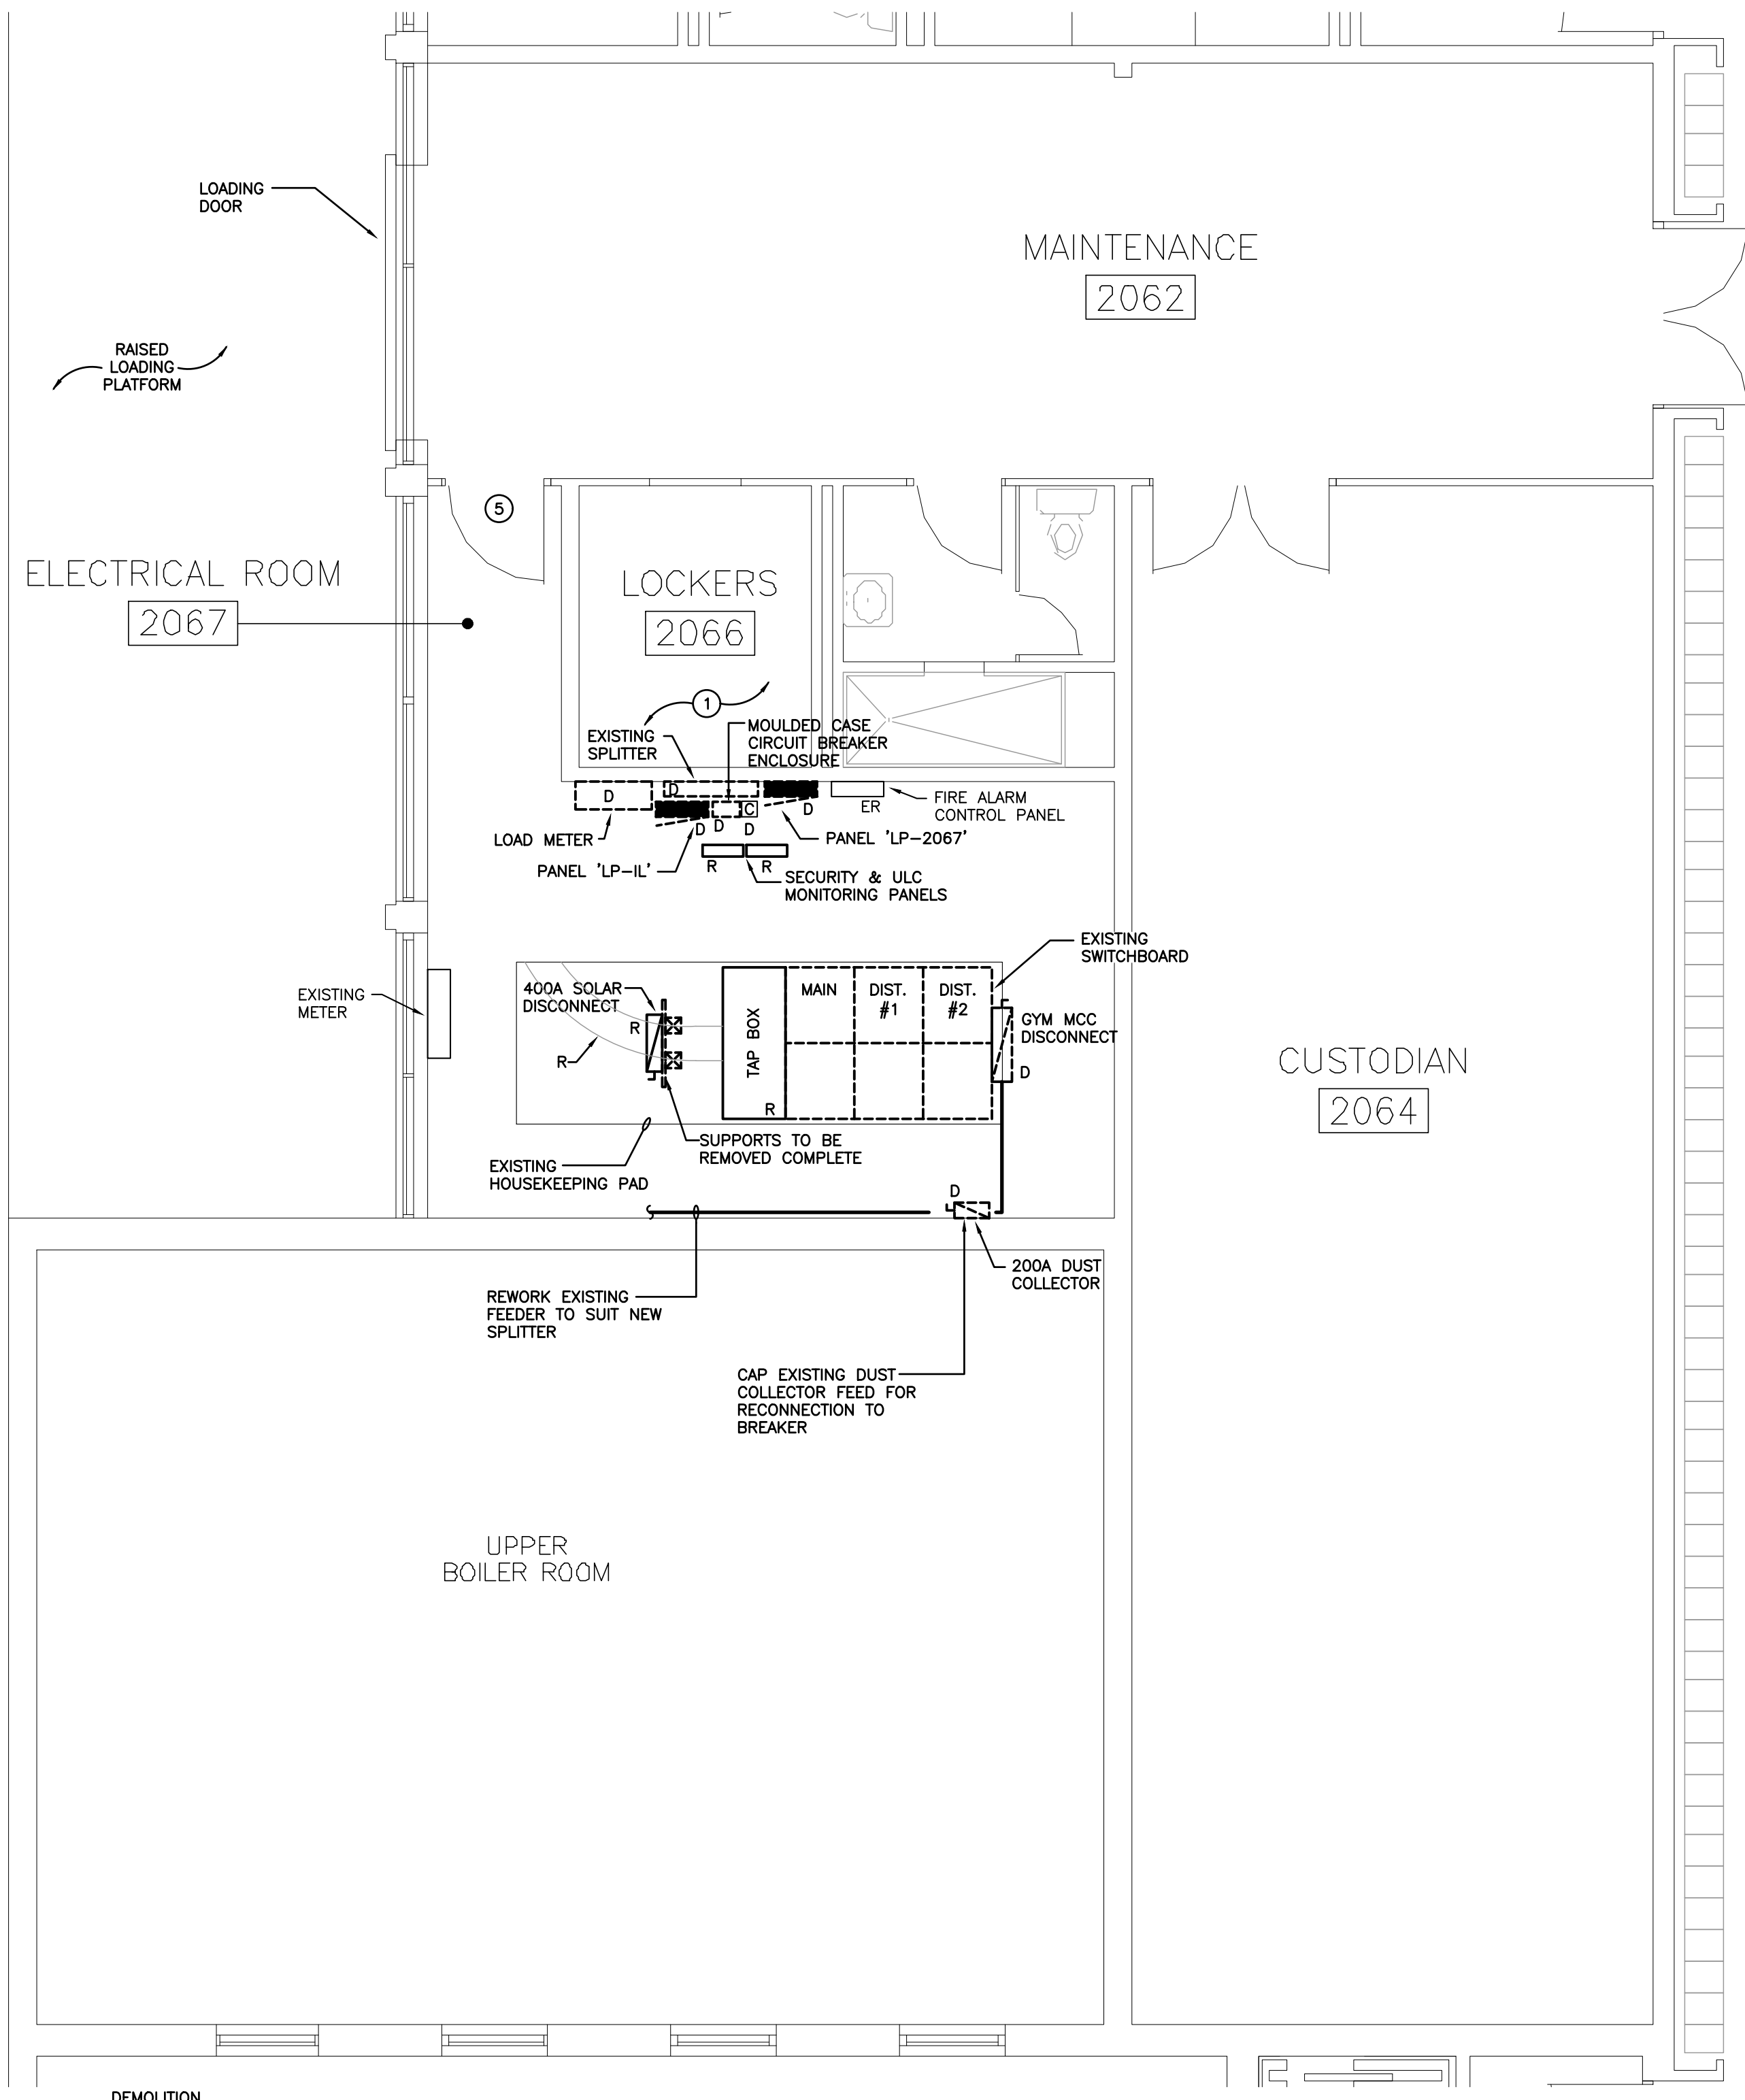 LOADING
DOOR
MAINTENANCE
2062
RAISED
LOADING
PLATFORM
5
ELECTRICAL ROOM
2067
LOCKERS
2066
1
EXISTING
SPLITTER
MOULDED CASE
CIRCUIT BREAKER
ENCLOSURE
D
D
C
D
D
D
D
ER
FIRE ALARM
CONTROL PANEL
LOAD METER
PANEL 'LP-2067'
PANEL 'LP-IL'
R
R
SECURITY & ULC
MONITORING PANELS
EXISTING
SWITCHBOARD
EXISTING
METER
400A SOLAR
DISCONNECT
R
R
TAP BOX
R
MAIN
DIST.
#1
DIST.
#2
GYM MCC
DISCONNECT
D
CUSTODIAN
2064
SUPPORTS TO BE
REMOVED COMPLETE
EXISTING
HOUSEKEEPING PAD
D
200A DUST
COLLECTOR
REWORK EXISTING
FEEDER TO SUIT NEW
SPLITTER
CAP EXISTING DUST
COLLECTOR FEED FOR
RECONNECTION TO
BREAKER
UPPER
BOILER ROOM
DEMOLITION